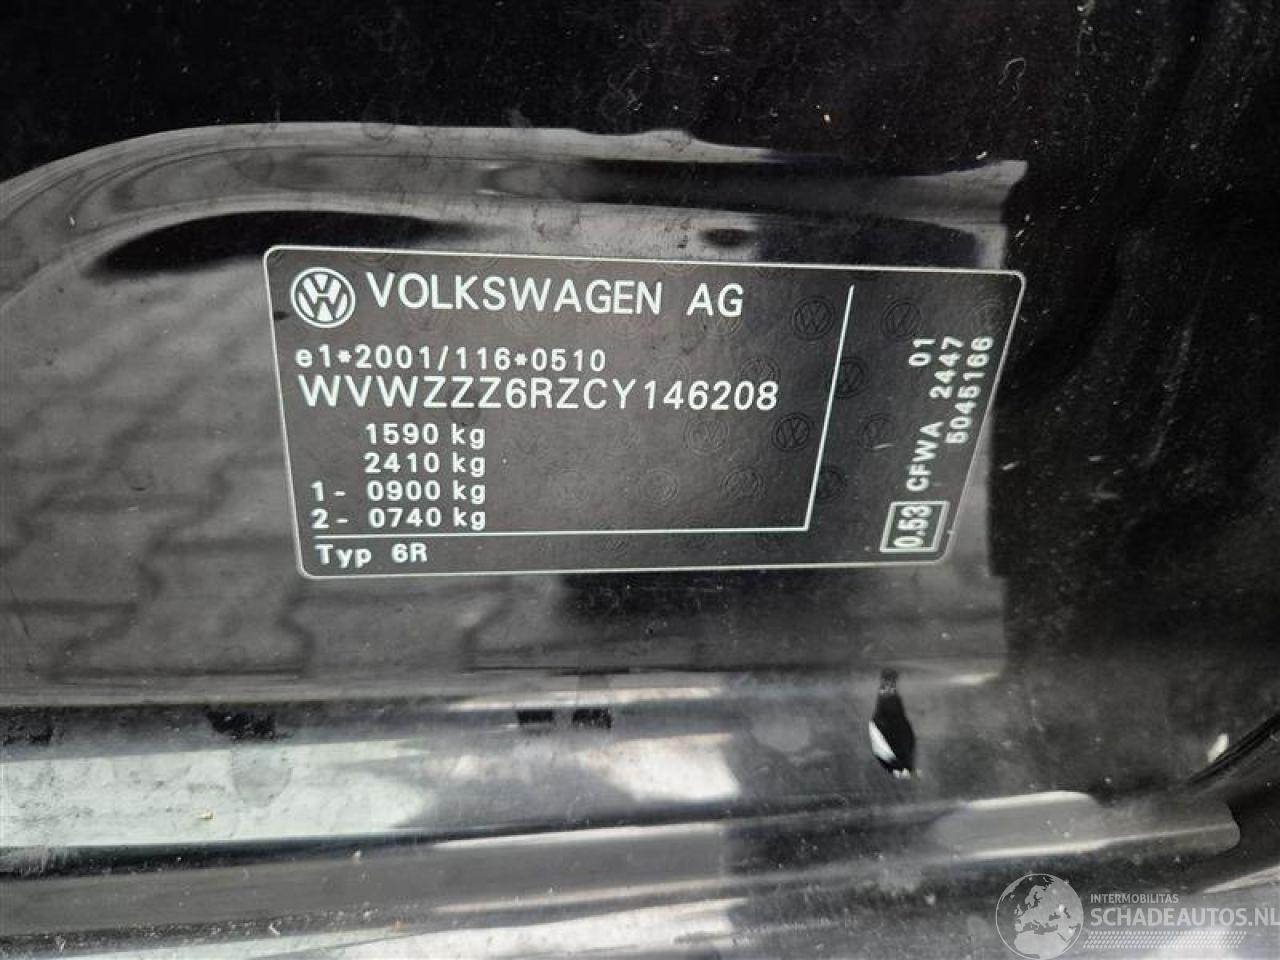 VOLKSWAGEN AG
e1*2001/116*0510
WVWZZZ6RZCY146208
1590 kg
2410 kg
1- 0900 kg
2- 0740 kg
Typ 6R
01
CFWA 2447
5045166
0.53
INTERMOBILITAS
SCHADEAUTOS.NL